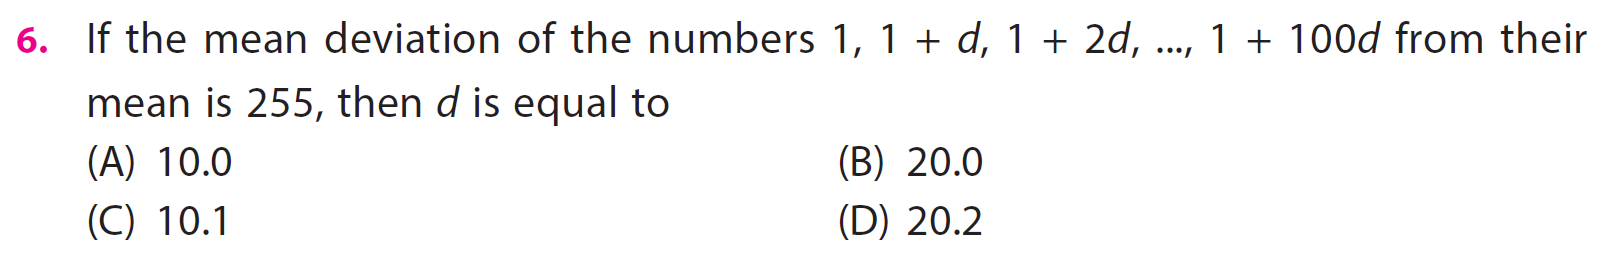 6. If the mean deviation of the numbers 1, 1 + d, 1 + 2d, ..., 1 + 100d from their
mean is 255, then d is equal to
(A) 10.0 (B) 20.0
(C) 10.1 (D) 20.2